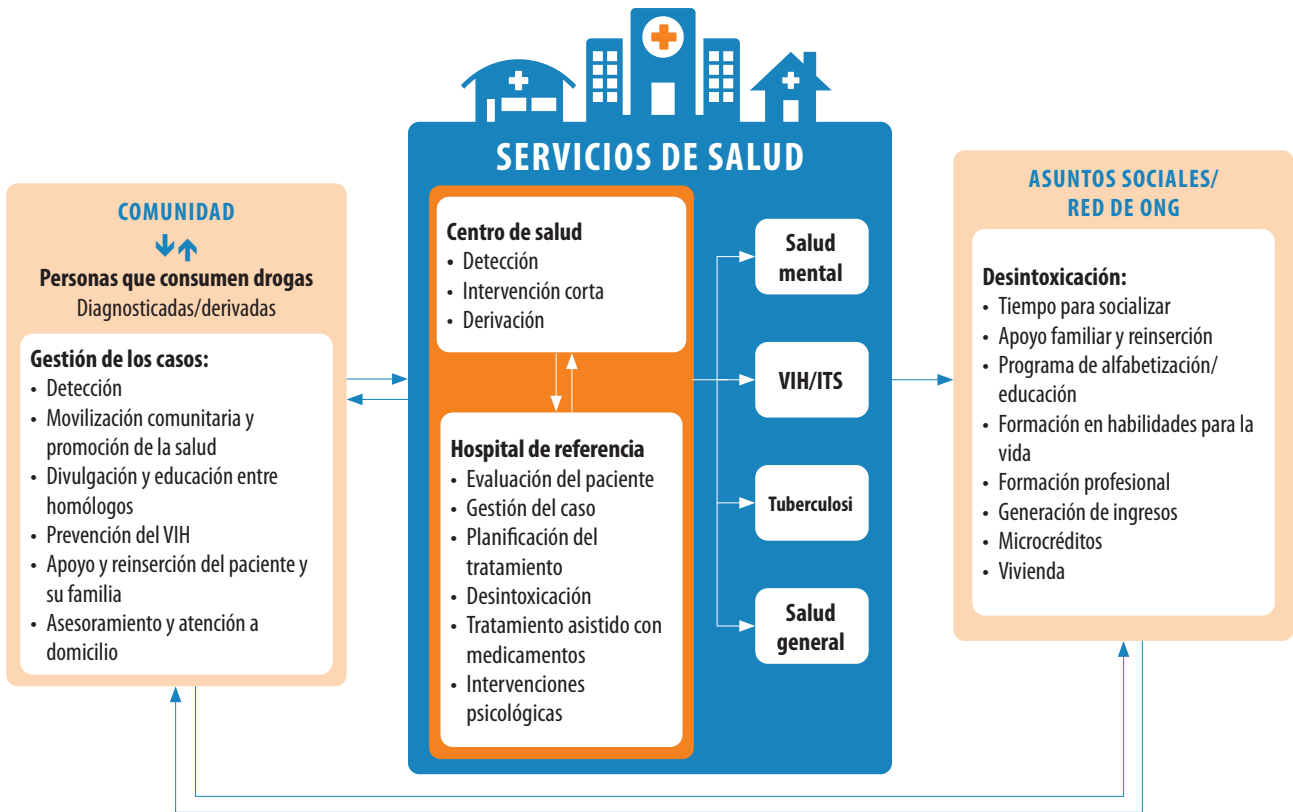 SERVICIOS DE SALUD
COMUNIDAD
Personas que consumen drogas
Diagnosticadas/derivadas
Gestión de los casos:
• Detección
• Movilización comunitaria y
promoción de la salud
• Divulgación y educación entre
homólogos
• Prevención del VIH
• Apoyo y reinserción del paciente y
su familia
• Asesoramiento y atención a
domicilio
Centro de salud
• Detección
• Intervención corta
• Derivación
Hospital de referencia
• Evaluación del paciente
• Gestión del caso
• Planificación del
tratamiento
• Desintoxicación
• Tratamiento asistido con
medicamentos
• Intervenciones
psicológicas
Salud
mental
VIH/ITS
Tuberculosi
Salud
general
ASUNTOS SOCIALES/
RED DE ONG
Desintoxicación:
• Tiempo para socializar
• Apoyo familiar y reinserción
• Programa de alfabetización/
educación
• Formación en habilidades para la
vida
• Formación profesional
• Generación de ingresos
• Microcréditos
• Vivienda